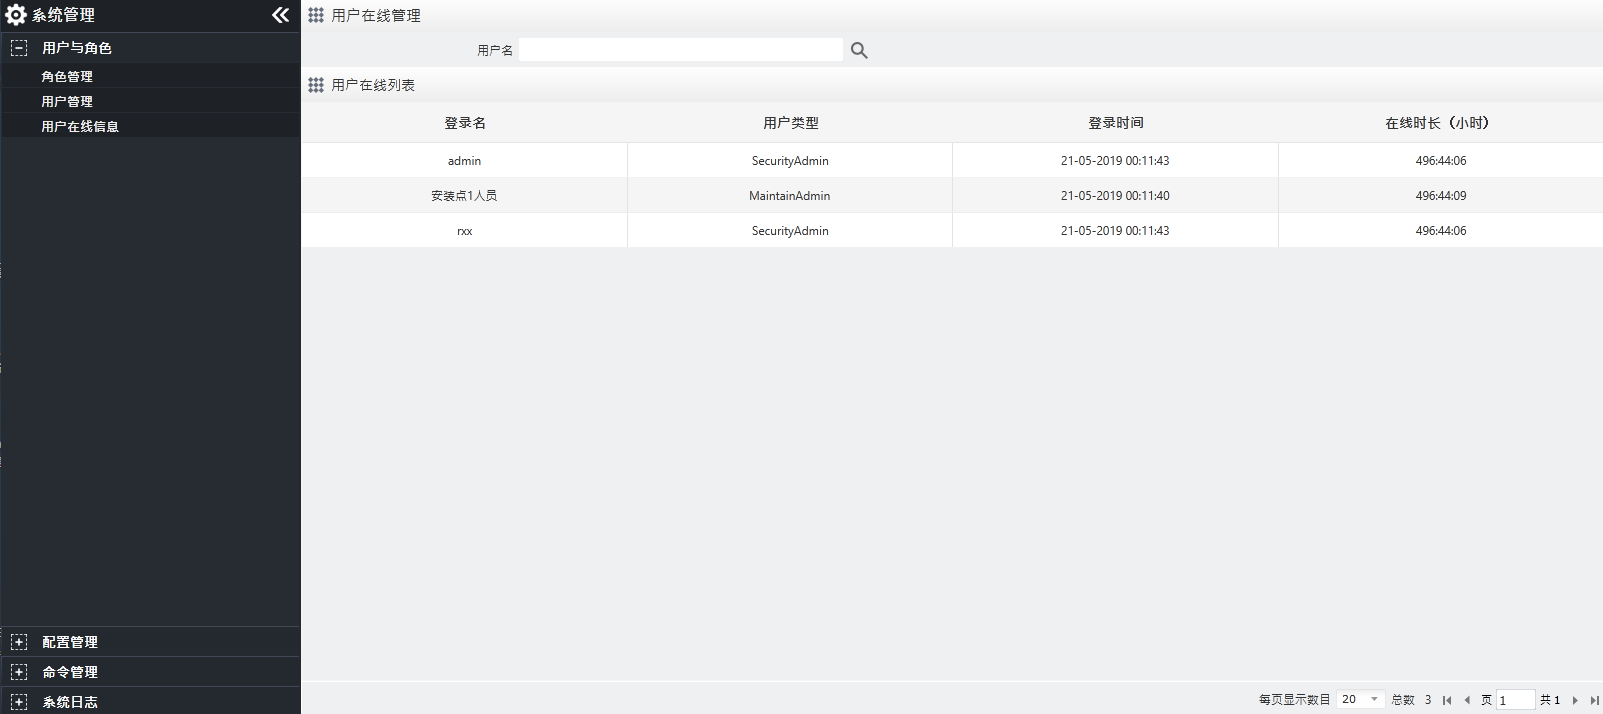 系统管理
用户与角色
角色管理
用户管理
用户在线信息
配置管理
命令管理
系统日志
用户在线管理
用户名
用户在线列表
登录名 用户类型 登录时间 在线时长（小时）
admin SecurityAdmin 21-05-2019 00:11:43 496:44:06
安装点1人员 MaintainAdmin 21-05-2019 00:11:40 496:44:09
rxx SecurityAdmin 21-05-2019 00:11:43 496:44:06
每页显示数目 20 总数 3 页 1 共 1